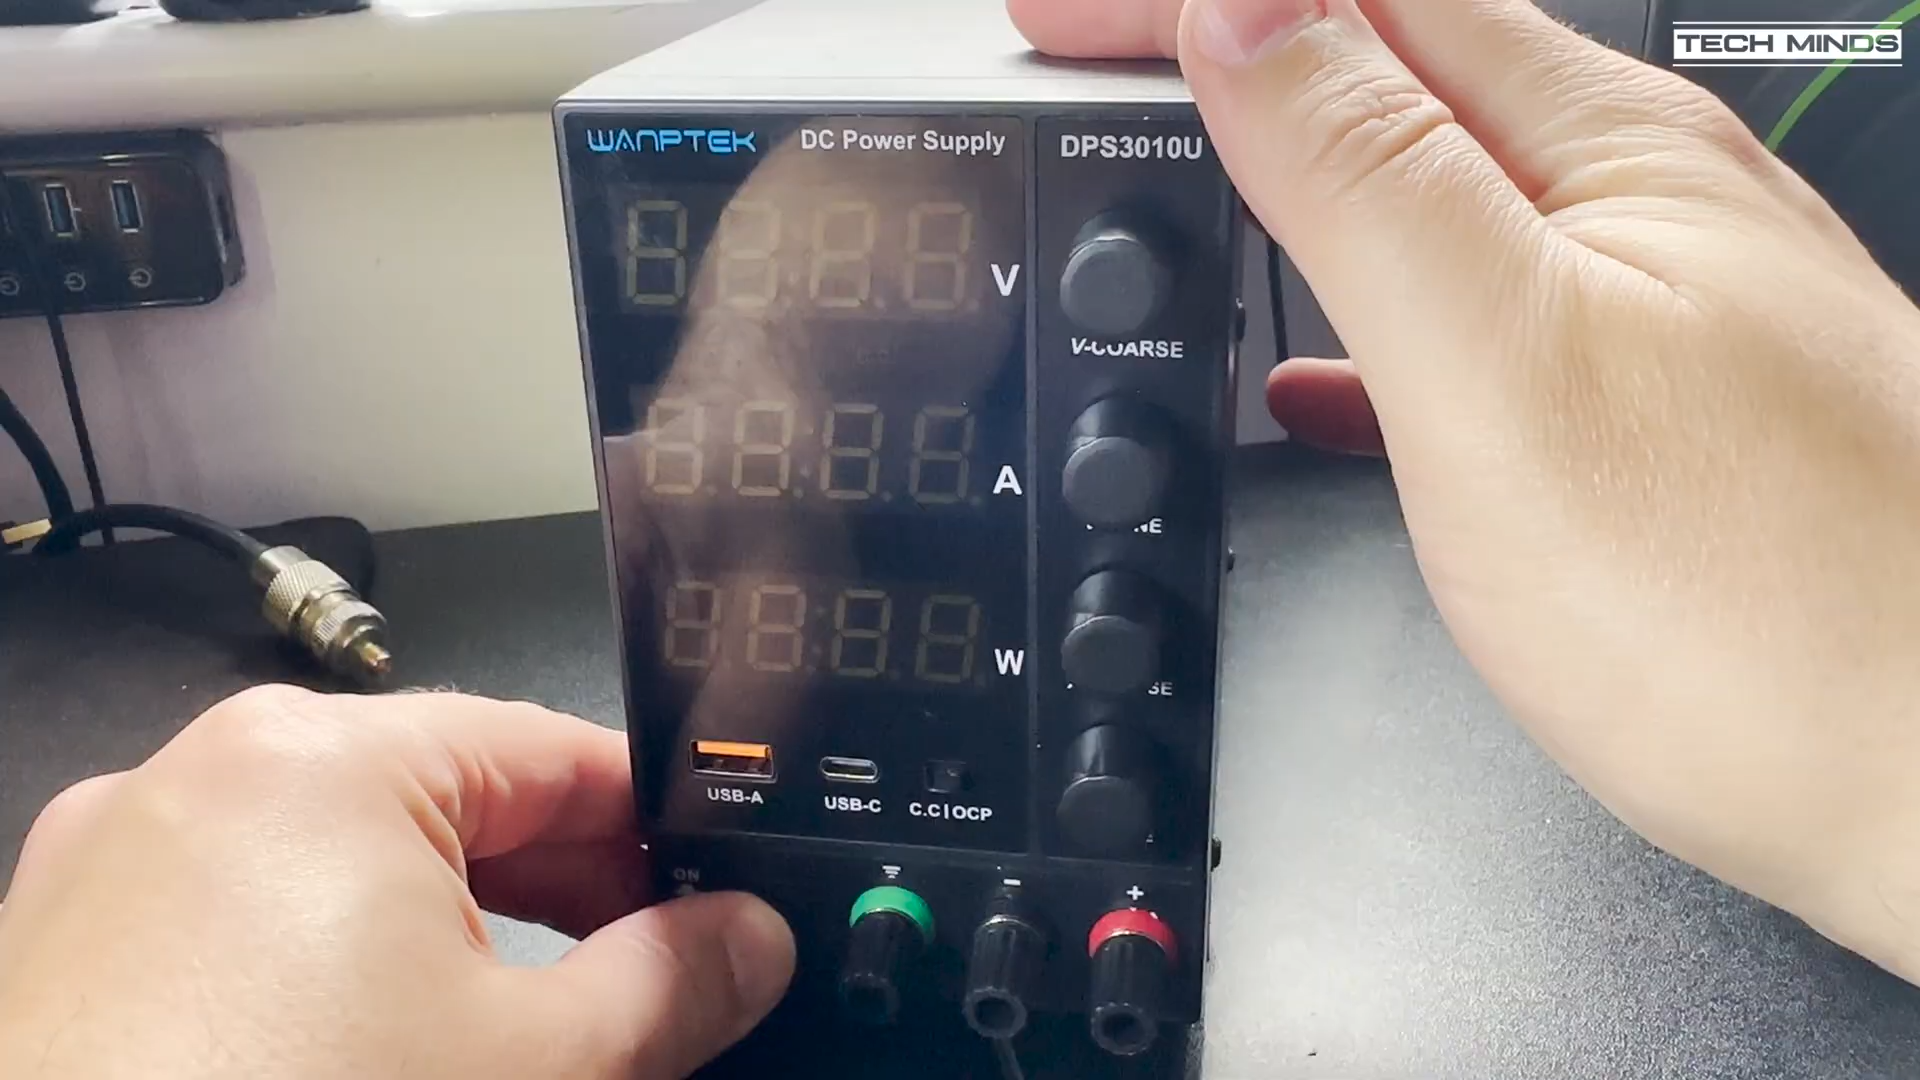 TECH MINDS
WANPTEK DC Power Supply DPS3010U
V
V-COARSE
A
W
USB-A USB-C C.C|OCP
ON
- +